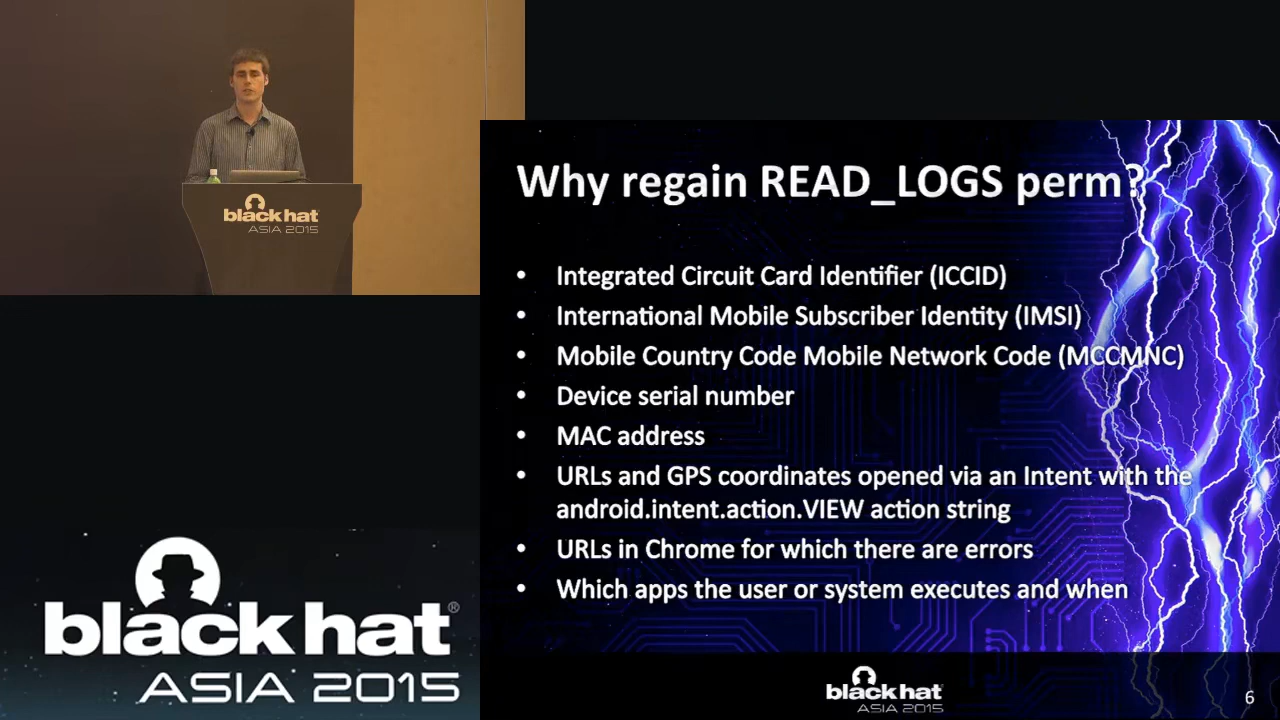 black hat
ASIA 2015
Why regain READ_LOGS perm?
• Integrated Circuit Card Identifier (ICCID)
• International Mobile Subscriber Identity (IMSI)
• Mobile Country Code Mobile Network Code (MCCMNC)
• Device serial number
• MAC address
• URLs and GPS coordinates opened via an Intent with the
android.intent.action.VIEW action string
• URLs in Chrome for which there are errors
• Which apps the user or system executes and when
black hat®
ASIA 2015
black hat
ASIA 2015
6